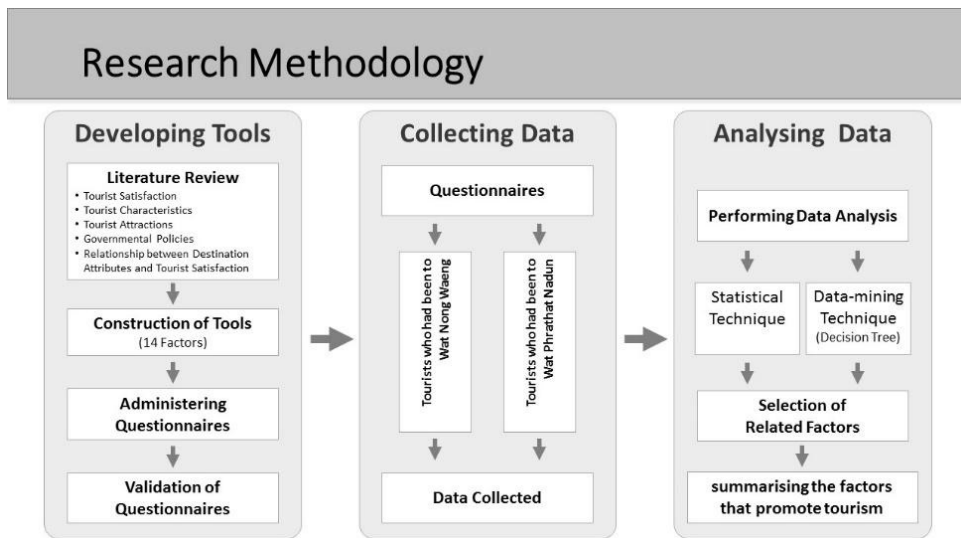 Research Methodology
Developing Tools
Literature Review
• Tourist Satisfaction
• Tourist Characteristics
• Tourist Attractions
• Governmental Policies
• Relationship between Destination
Attributes and Tourist Satisfaction
Construction of Tools
(14 Factors)
Administering
Questionnaires
Validation of
Questionnaires
Collecting Data
Questionnaires
Tourists who had been to
Wat Nong Waeng
Tourists who had been to
Wat Phrathat Nadun
Data Collected
Analysing Data
Performing Data Analysis
Statistical
Technique
Data-mining
Technique
(Decision Tree)
Selection of
Related Factors
summarising the factors
that promote tourism